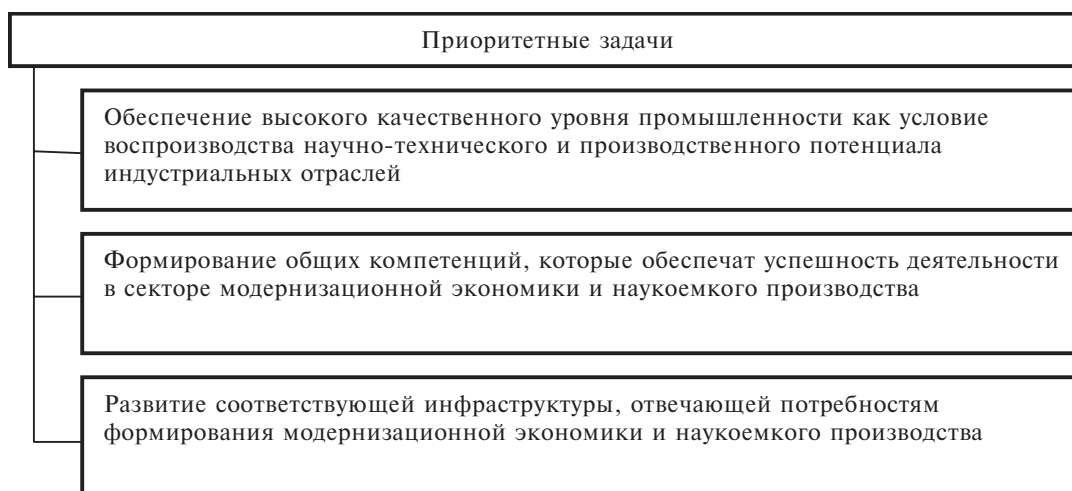 Приоритетные задачи
Обеспечение высокого качественного уровня промышленности как условие
воспроизводства научно-технического и производственного потенциала
индустриальных отраслей
Формирование общих компетенций, которые обеспечат успешность деятельности
в секторе модернизационной экономики и наукоемкого производства
Развитие соответствующей инфраструктуры, отвечающей потребностям
формирования модернизационной экономики и наукоемкого производства